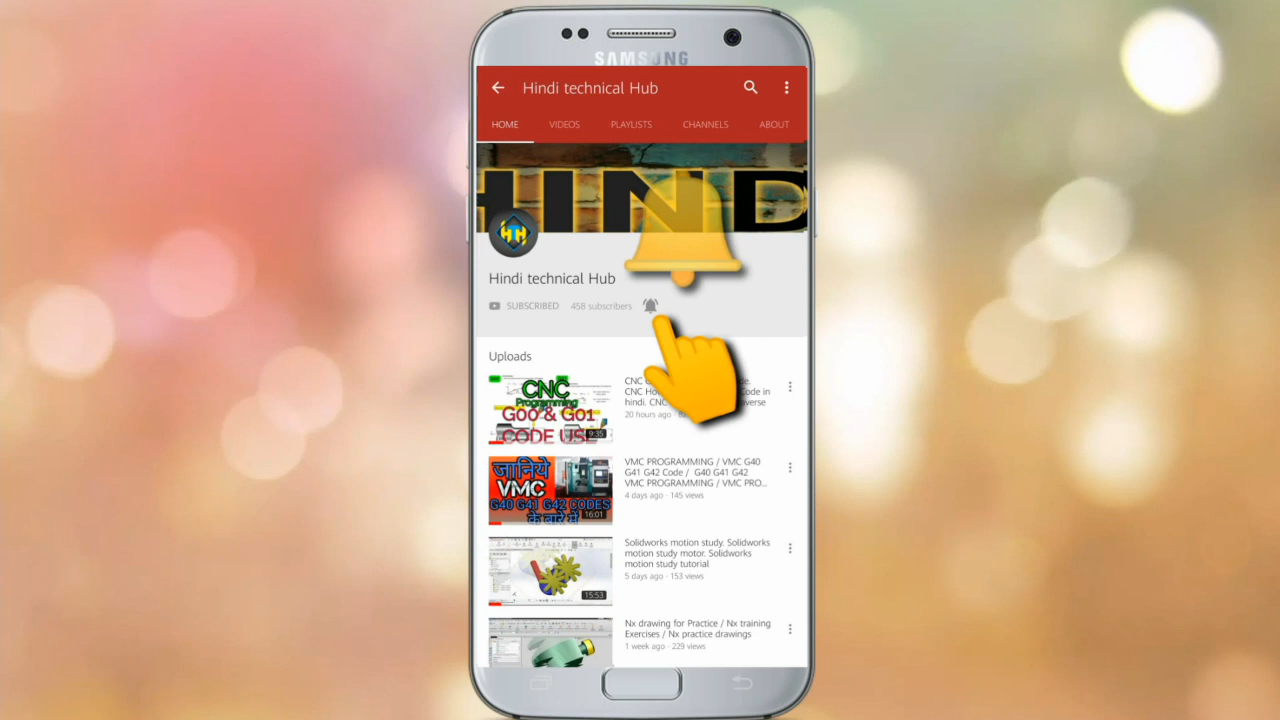 SAMSUNG
Hindi technical Hub
HOME VIDEOS PLAYLISTS CHANNELS ABOUT
HIND
HTH
Hindi technical Hub
SUBSCRIBED 458 subscribers
Uploads
CNC
Programming
G00 & G01
CODE USE
9:35
CNC
CNC Code in
hindi. CNC
20 hours ago
जानिये
VMC
G40 G41 G42 CODES
के बारे में
16:01
VMC PROGRAMMING / VMC G40
G41 G42 Code / G40 G41 G42
VMC PROGRAMMING / VMC PRO...
4 days ago · 145 views
15:53
Solidworks motion study. Solidworks
motion study motor. Solidworks
motion study tutorial
5 days ago · 153 views
Nx drawing for Practice / Nx training
Exercises / Nx practice drawings
1 week ago · 229 views